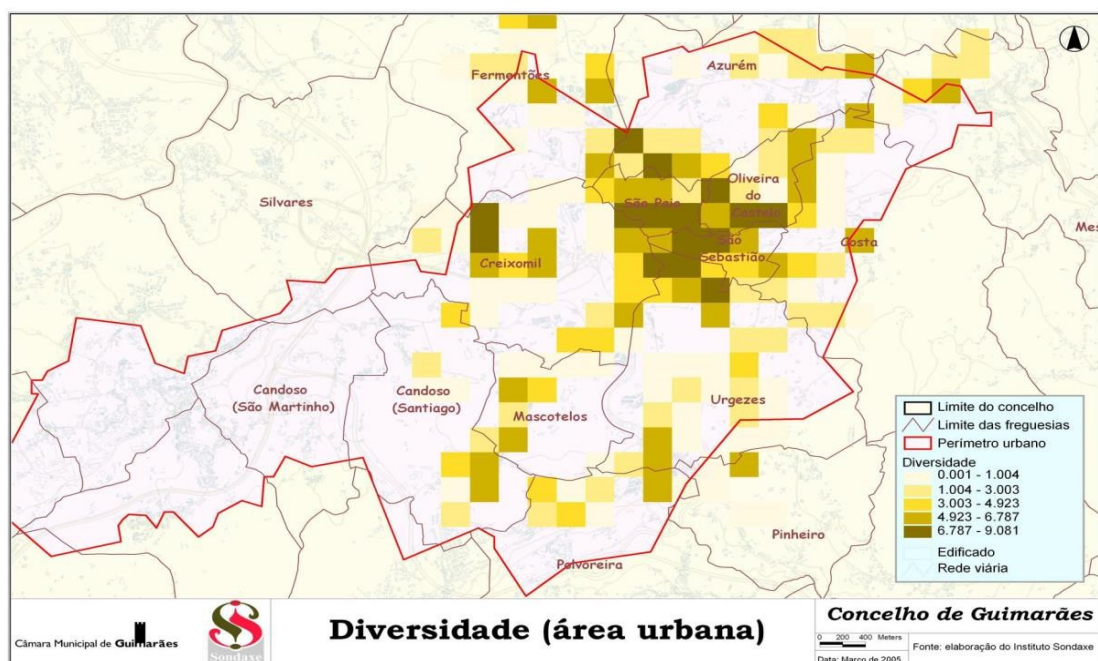 Azurém
Fermentões
Silvares
Oliveira
do
Castelo
São Paio
São
Sebastião
Costa
Mes
Creixomil
Candoso
(São Martinho)
Candoso
(Santiago)
Mascotelos
Urgezes
Pinheiro
Polvoreira
Limite do concelho
Limite das freguesias
Perímetro urbano
Diversidade
0.001 - 1.004
1.004 - 3.003
3.003 - 4.923
4.923 - 6.787
6.787 - 9.081
Edificado
Rede viária
Câmara Municipal de Guimarães
Sondaxe
Diversidade (área urbana)
Concelho de Guimarães
0 200 400 Meters
Data: Março de 2005
Fonte: elaboração do Instituto Sondaxe